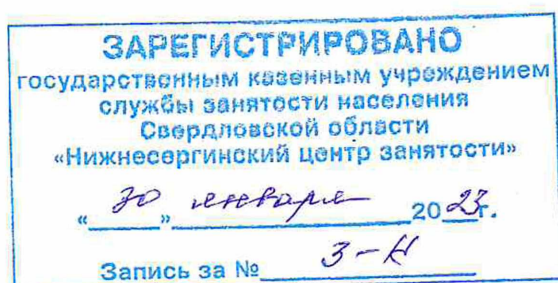 ЗАРЕГИСТРИРОВАНО
государственным казенным учреждением
службы занятости населения
Свердловской области
«Нижнесергинский центр занятости»
«30» января 2023г.
Запись за № 3-Н